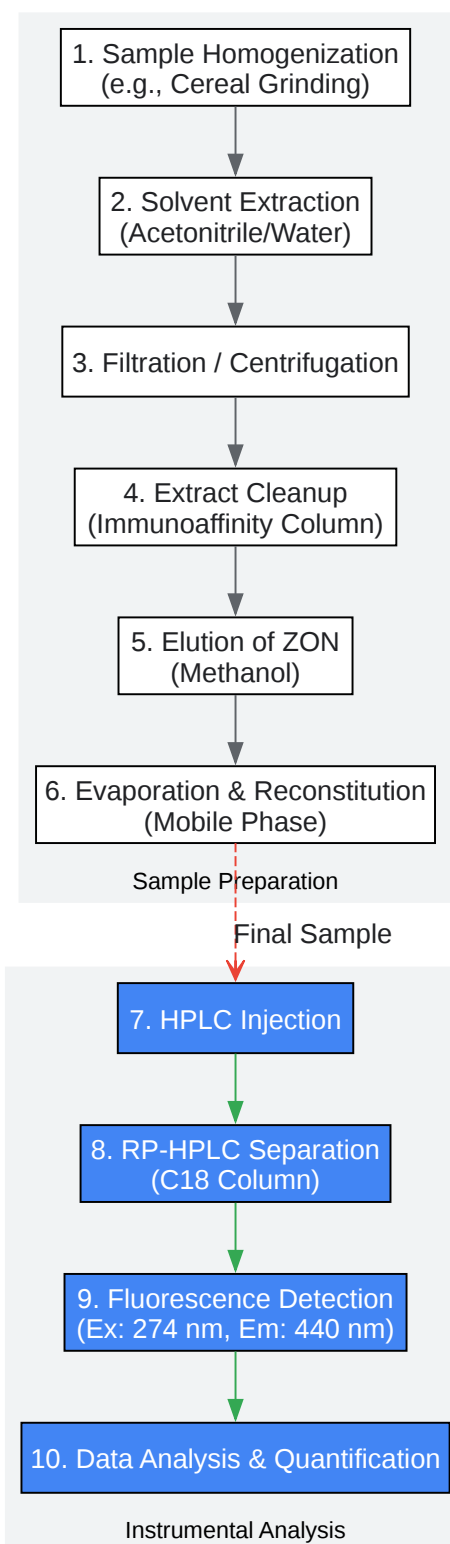 1. Sample Homogenization
(e.g., Cereal Grinding)
2. Solvent Extraction
(Acetonitrile/Water)
3. Filtration / Centrifugation
4. Extract Cleanup
(Immunoaffinity Column)
5. Elution of ZON
(Methanol)
6. Evaporation & Reconstitution
(Mobile Phase)
Sample Preparation
Final Sample
7. HPLC Injection
8. RP-HPLC Separation
(C18 Column)
9. Fluorescence Detection
(Ex: 274 nm, Em: 440 nm)
10. Data Analysis & Quantification
Instrumental Analysis